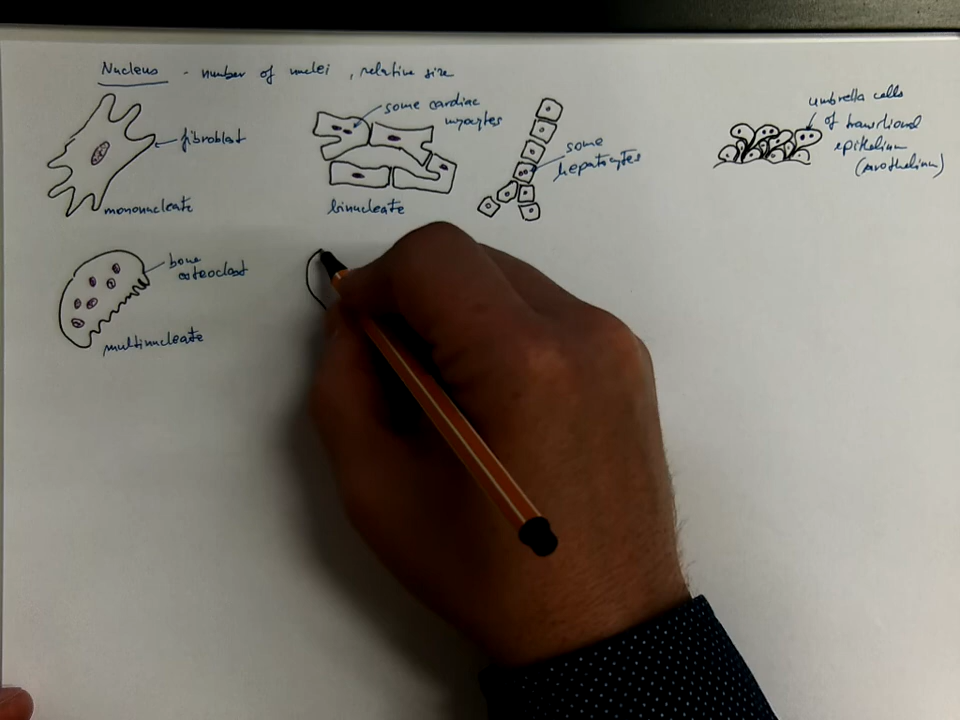 Nucleus - number of nuclei, relative size
fibroblast
mononucleate
some cardiac
myocytes
binucleate
some
hepatocytes
umbrella cells
of transitional
epithelium
(urothelium)
bone
osteoclast
multinucleate